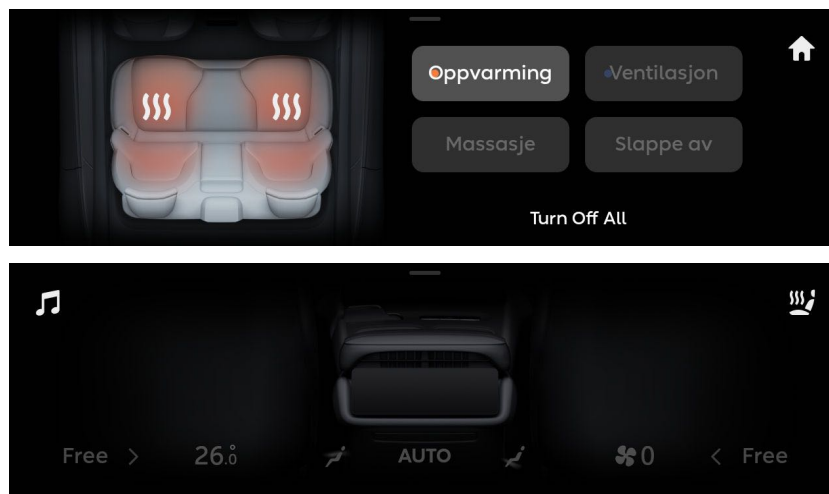 Oppvarming
Ventilasjon
Massasje
Slappe av
Turn Off All
Free > 26.0° AUTO 0 < Free